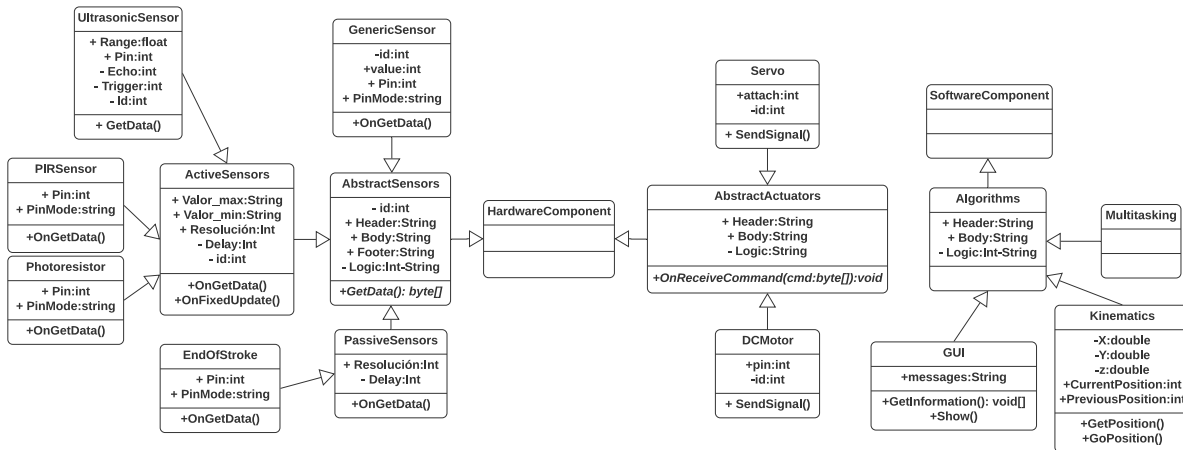 UltrasonicSensor
+ Range:float
+ Pin:int
- Echo:int
- Trigger:int
- Id:int
+ GetData()
GenericSensor
-id:int
+value:int
+ Pin:int
+ PinMode:string
+OnGetData()
Servo
+attach:int
-id:int
+ SendSignal()
SoftwareComponent
PIRSensor
+ Pin:int
+ PinMode:string
+OnGetData()
ActiveSensors
+ Valor_max:String
+ Valor_min:String
+ Resolución:Int
- Delay:Int
- id:int
+OnGetData()
+OnFixedUpdate()
AbstractSensors
- id:int
+ Header:String
+ Body:String
+ Footer:String
- Logic:Int-String
+GetData(): byte[]
HardwareComponent
AbstractActuators
+ Header:String
+ Body:String
- Logic:String
+OnReceiveCommand(cmd:byte[]):void
Algorithms
+ Header:String
+ Body:String
- Logic:Int-String
Multitasking
Photoresistor
+ Pin:int
+ PinMode:string
+OnGetData()
EndOfStroke
+ Pin:int
+ PinMode:string
+OnGetData()
PassiveSensors
+ Resolución:Int
- Delay:Int
+OnGetData()
DCMotor
+pin:int
-id:int
+ SendSignal()
GUI
+messages:String
+GetInformation(): void[]
+Show()
Kinematics
-X:double
-Y:double
-z:double
+CurrentPosition:int
+PreviousPosition:int
+GetPosition()
+GoPosition()